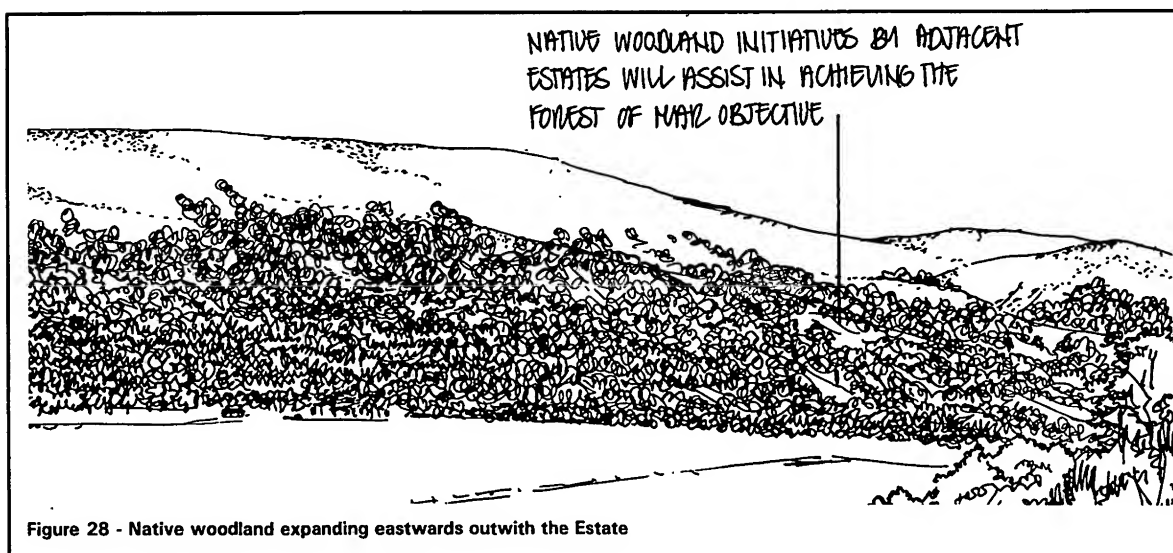 NATIVE WOODLAND INITIATIVES BY ADJACENT
ESTATES WILL ASSIST IN ACHIEVING THE
FOREST OF MAR OBJECTIVE
Figure 28 - Native woodland expanding eastwards outwith the Estate